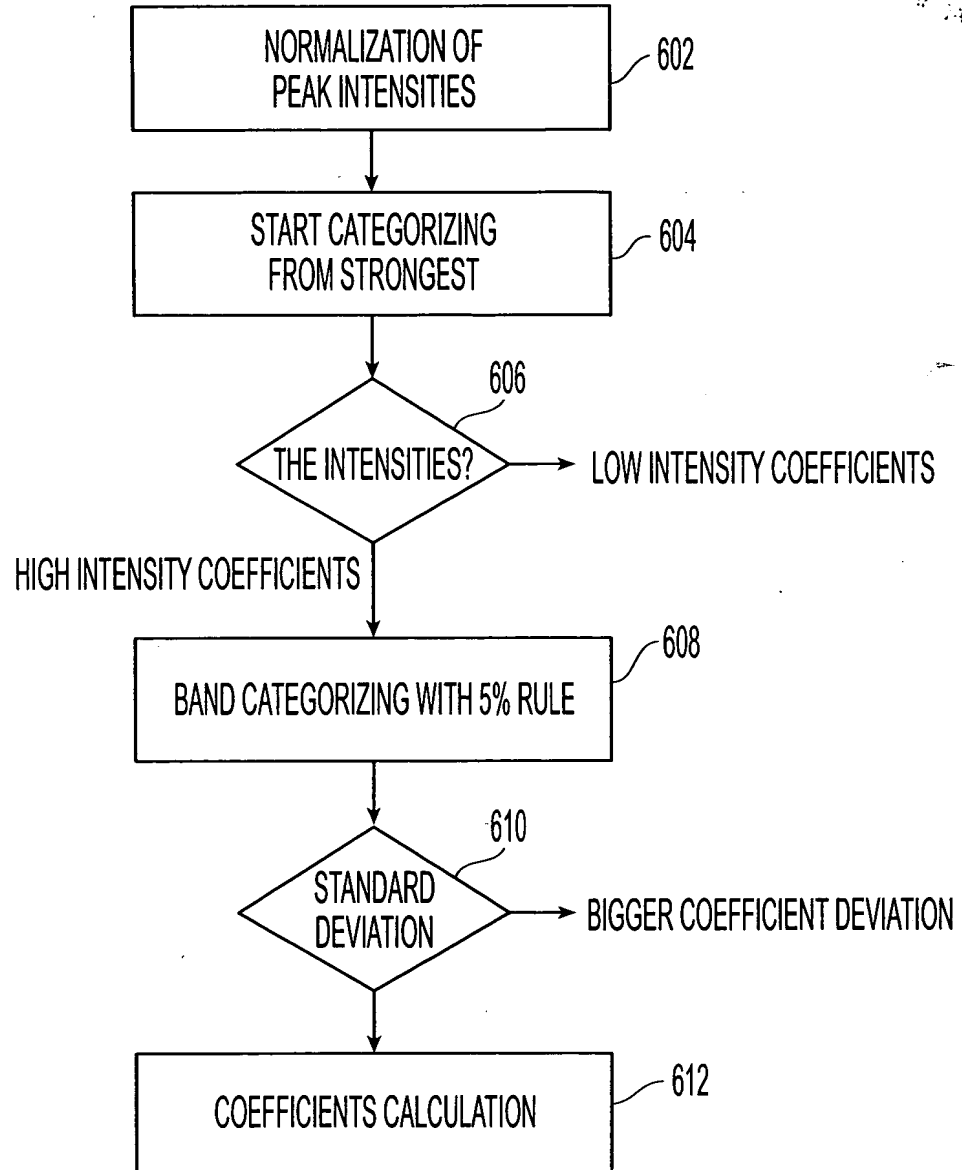 NORMALIZATION OF
PEAK INTENSITIES
602
START CATEGORIZING
FROM STRONGEST
604
606
THE INTENSITIES?
LOW INTENSITY COEFFICIENTS
HIGH INTENSITY COEFFICIENTS
608
BAND CATEGORIZING WITH 5% RULE
610
STANDARD
DEVIATION
BIGGER COEFFICIENT DEVIATION
COEFFICIENTS CALCULATION
612